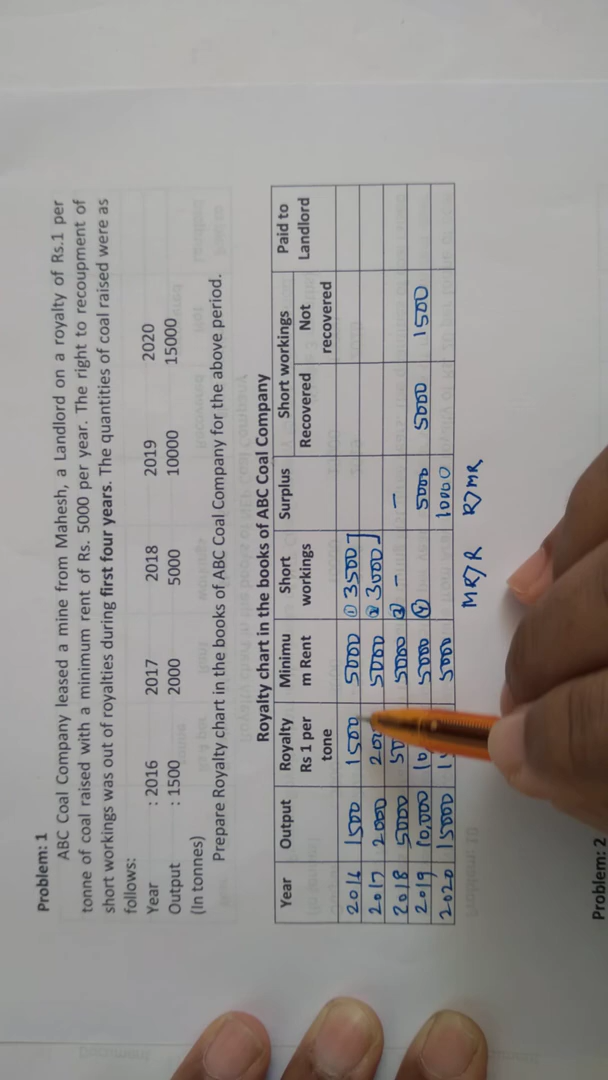 Problem: 1
ABC Coal Company leased a mine from Mahesh, a Landlord on a royalty of Rs.1 per
tonne of coal raised with a minimum rent of Rs. 5000 per year. The right to recoupment of
short workings was out of royalties during first four years. The quantities of coal raised were as
follows:
Year : 2016 2017 2018 2019 2020
Output : 1500 2000 5000 10000 15000
(In tonnes)
Prepare Royalty chart in the books of ABC Coal Company for the above period.
Royalty chart in the books of ABC Coal Company
Year Output Royalty Rs 1 per tone Minimu m Rent Short workings Surplus Short workings Recovered Not recovered Paid to Landlord
2016 1500 1500 5000 ① 3500]
2017 2000 200 5000 ② 3000]
2018 5000 50 5000 ③ - -
2019 10,000 10 5000 ④ 5000 5000 1500
2020 15000 5000 10000
MR>R R>MR
Problem: 2